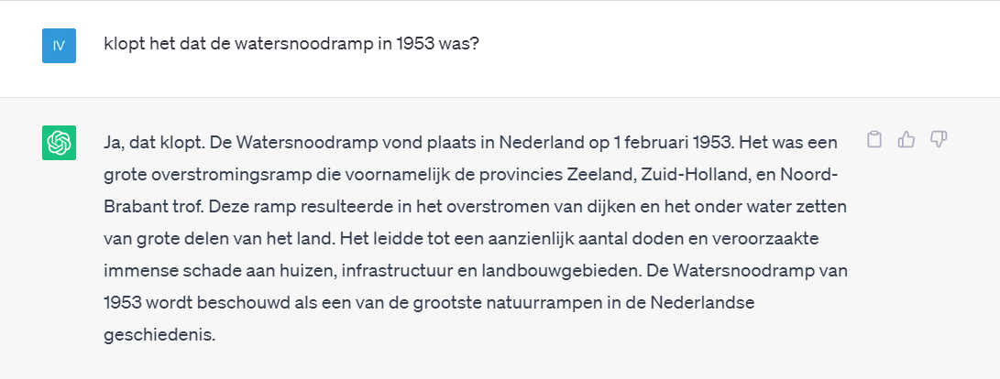 IV
klopt het dat de watersnoodramp in 1953 was?
Ja, dat klopt. De Watersnoodramp vond plaats in Nederland op 1 februari 1953. Het was een
grote overstromingsramp die voornamelijk de provincies Zeeland, Zuid-Holland, en Noord-
Brabant trof. Deze ramp resulteerde in het overstromen van dijken en het onder water zetten
van grote delen van het land. Het leidde tot een aanzienlijk aantal doden en veroorzaakte
immense schade aan huizen, infrastructuur en landbouwgebieden. De Watersnoodramp van
1953 wordt beschouwd als een van de grootste natuurrampen in de Nederlandse
geschiedenis.